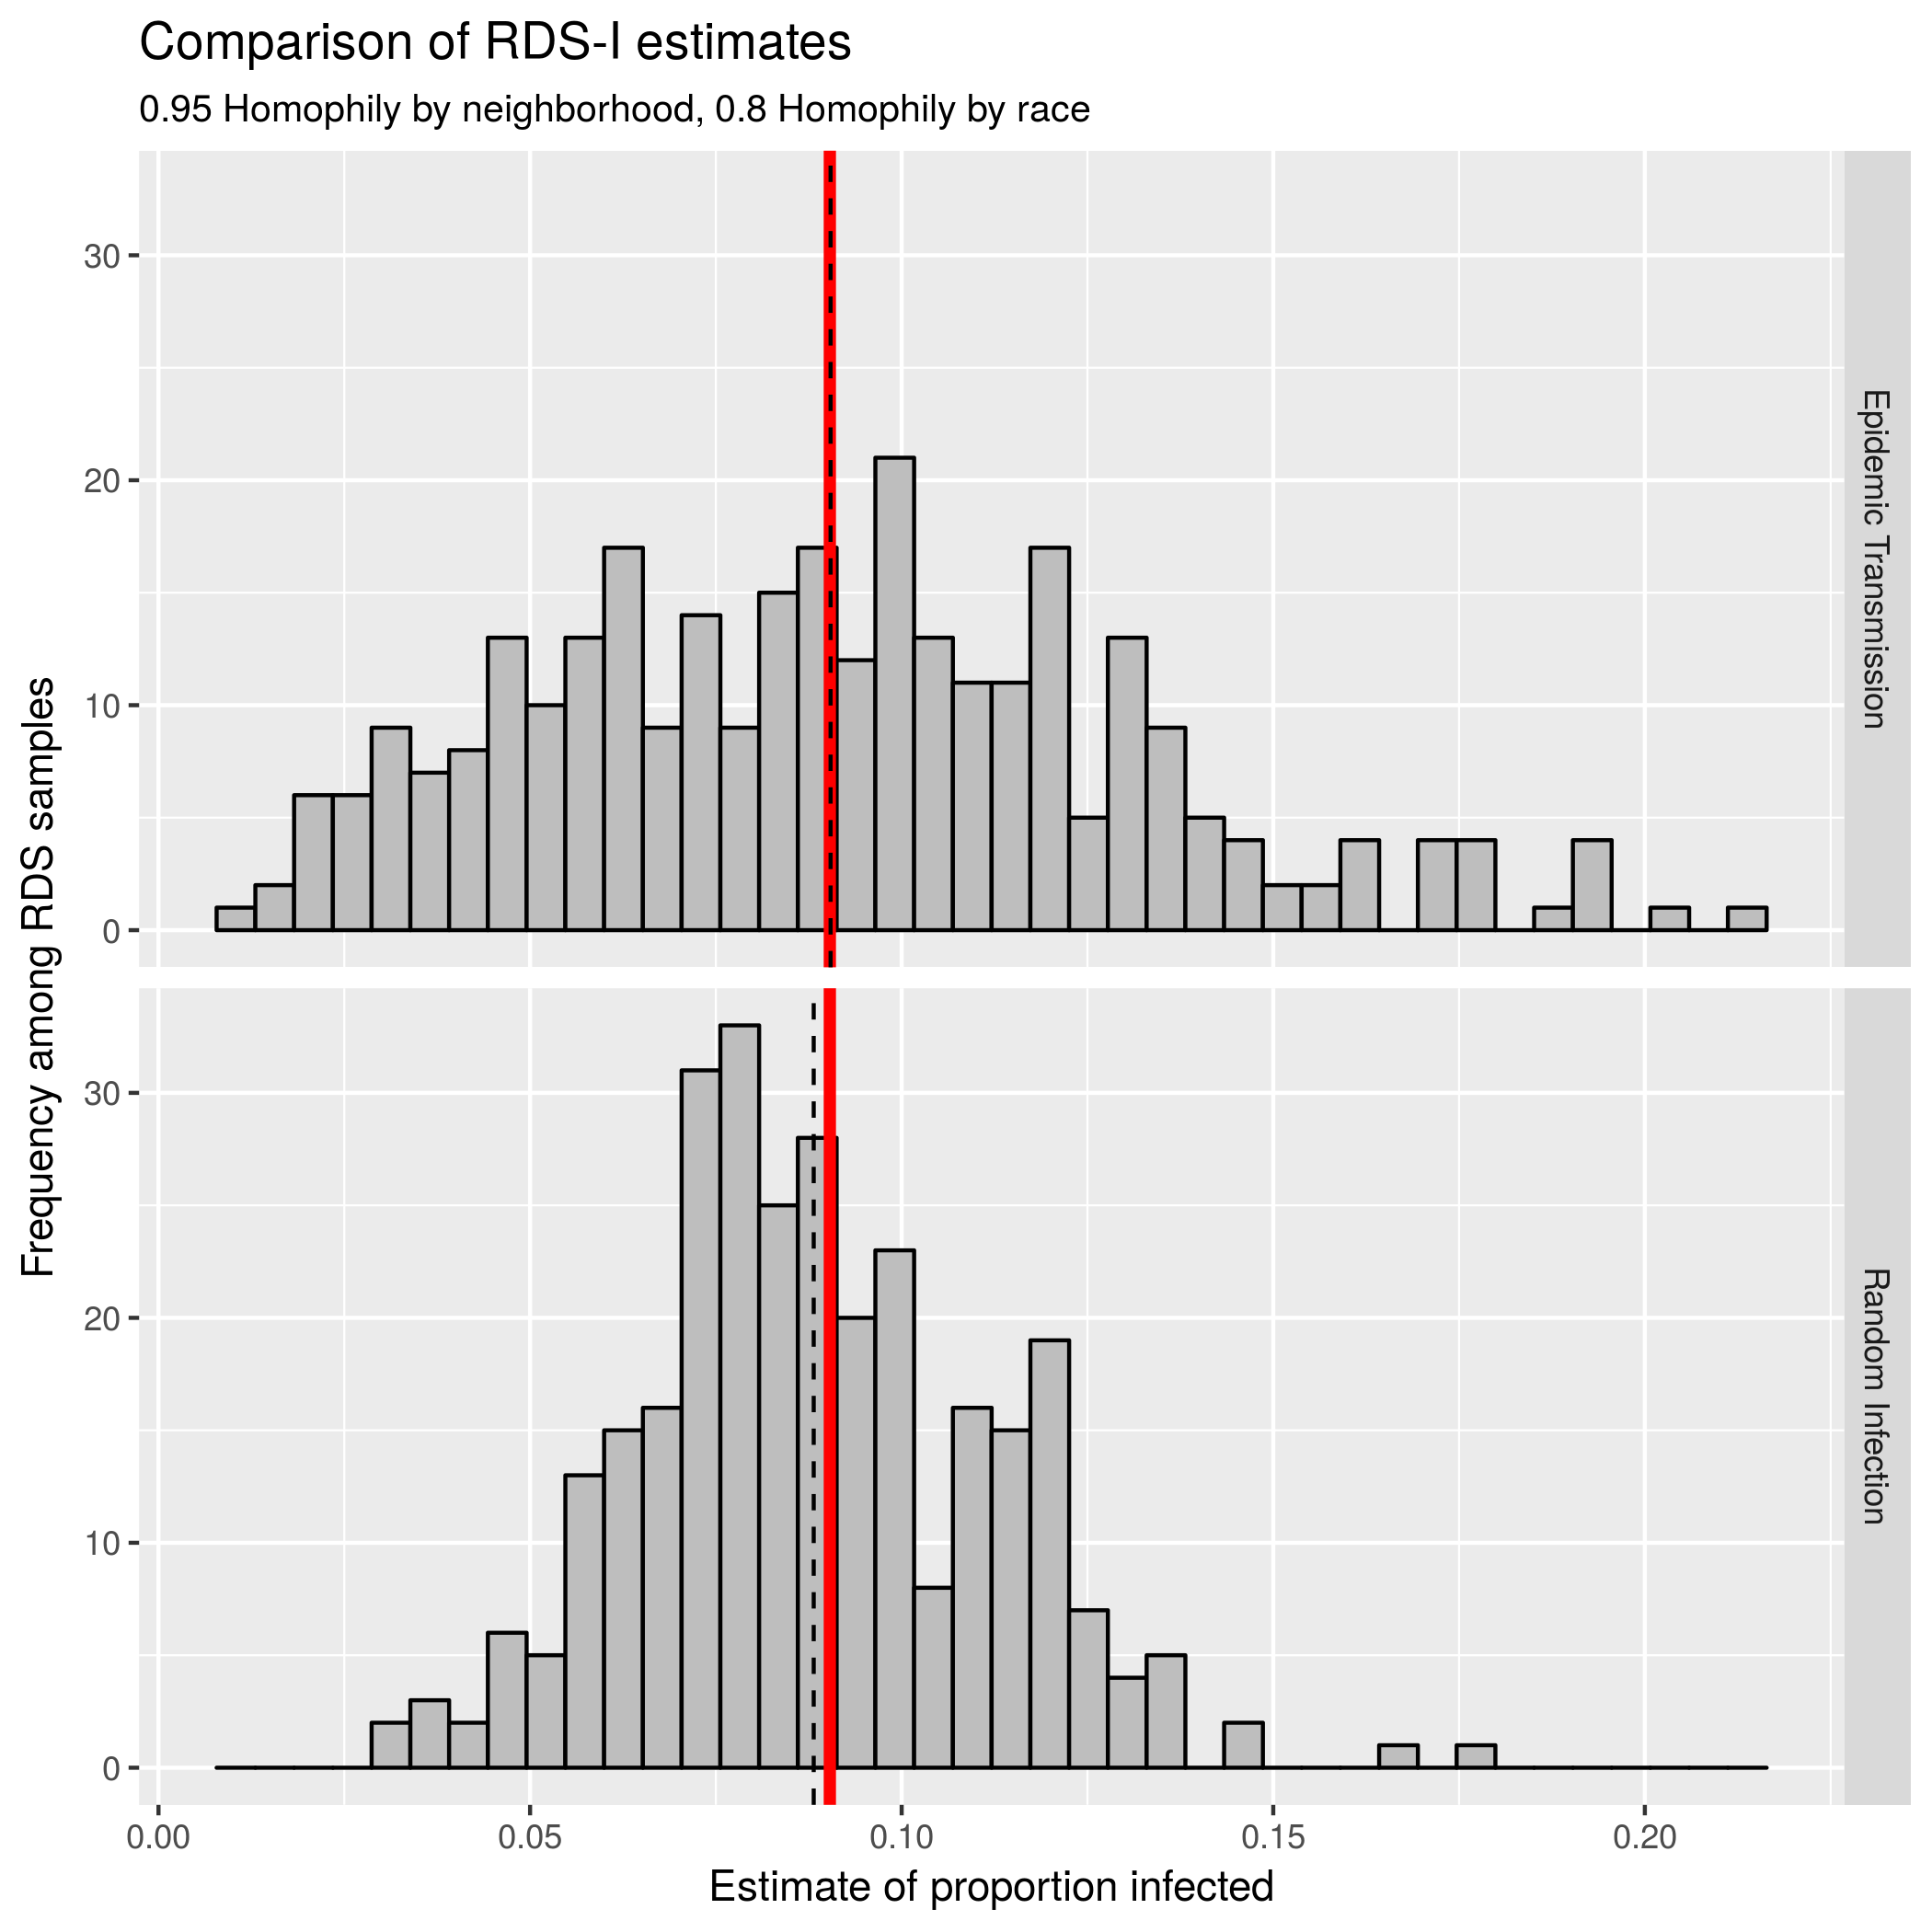 Comparison of RDS-I estimates
0.95 Homophily by neighborhood, 0.8 Homophily by race
Frequency among RDS samples
30
20
10
0
Epidemic Transmission
30
20
10
0
Random Infection
0.00 0.05 0.10 0.15 0.20
Estimate of proportion infected